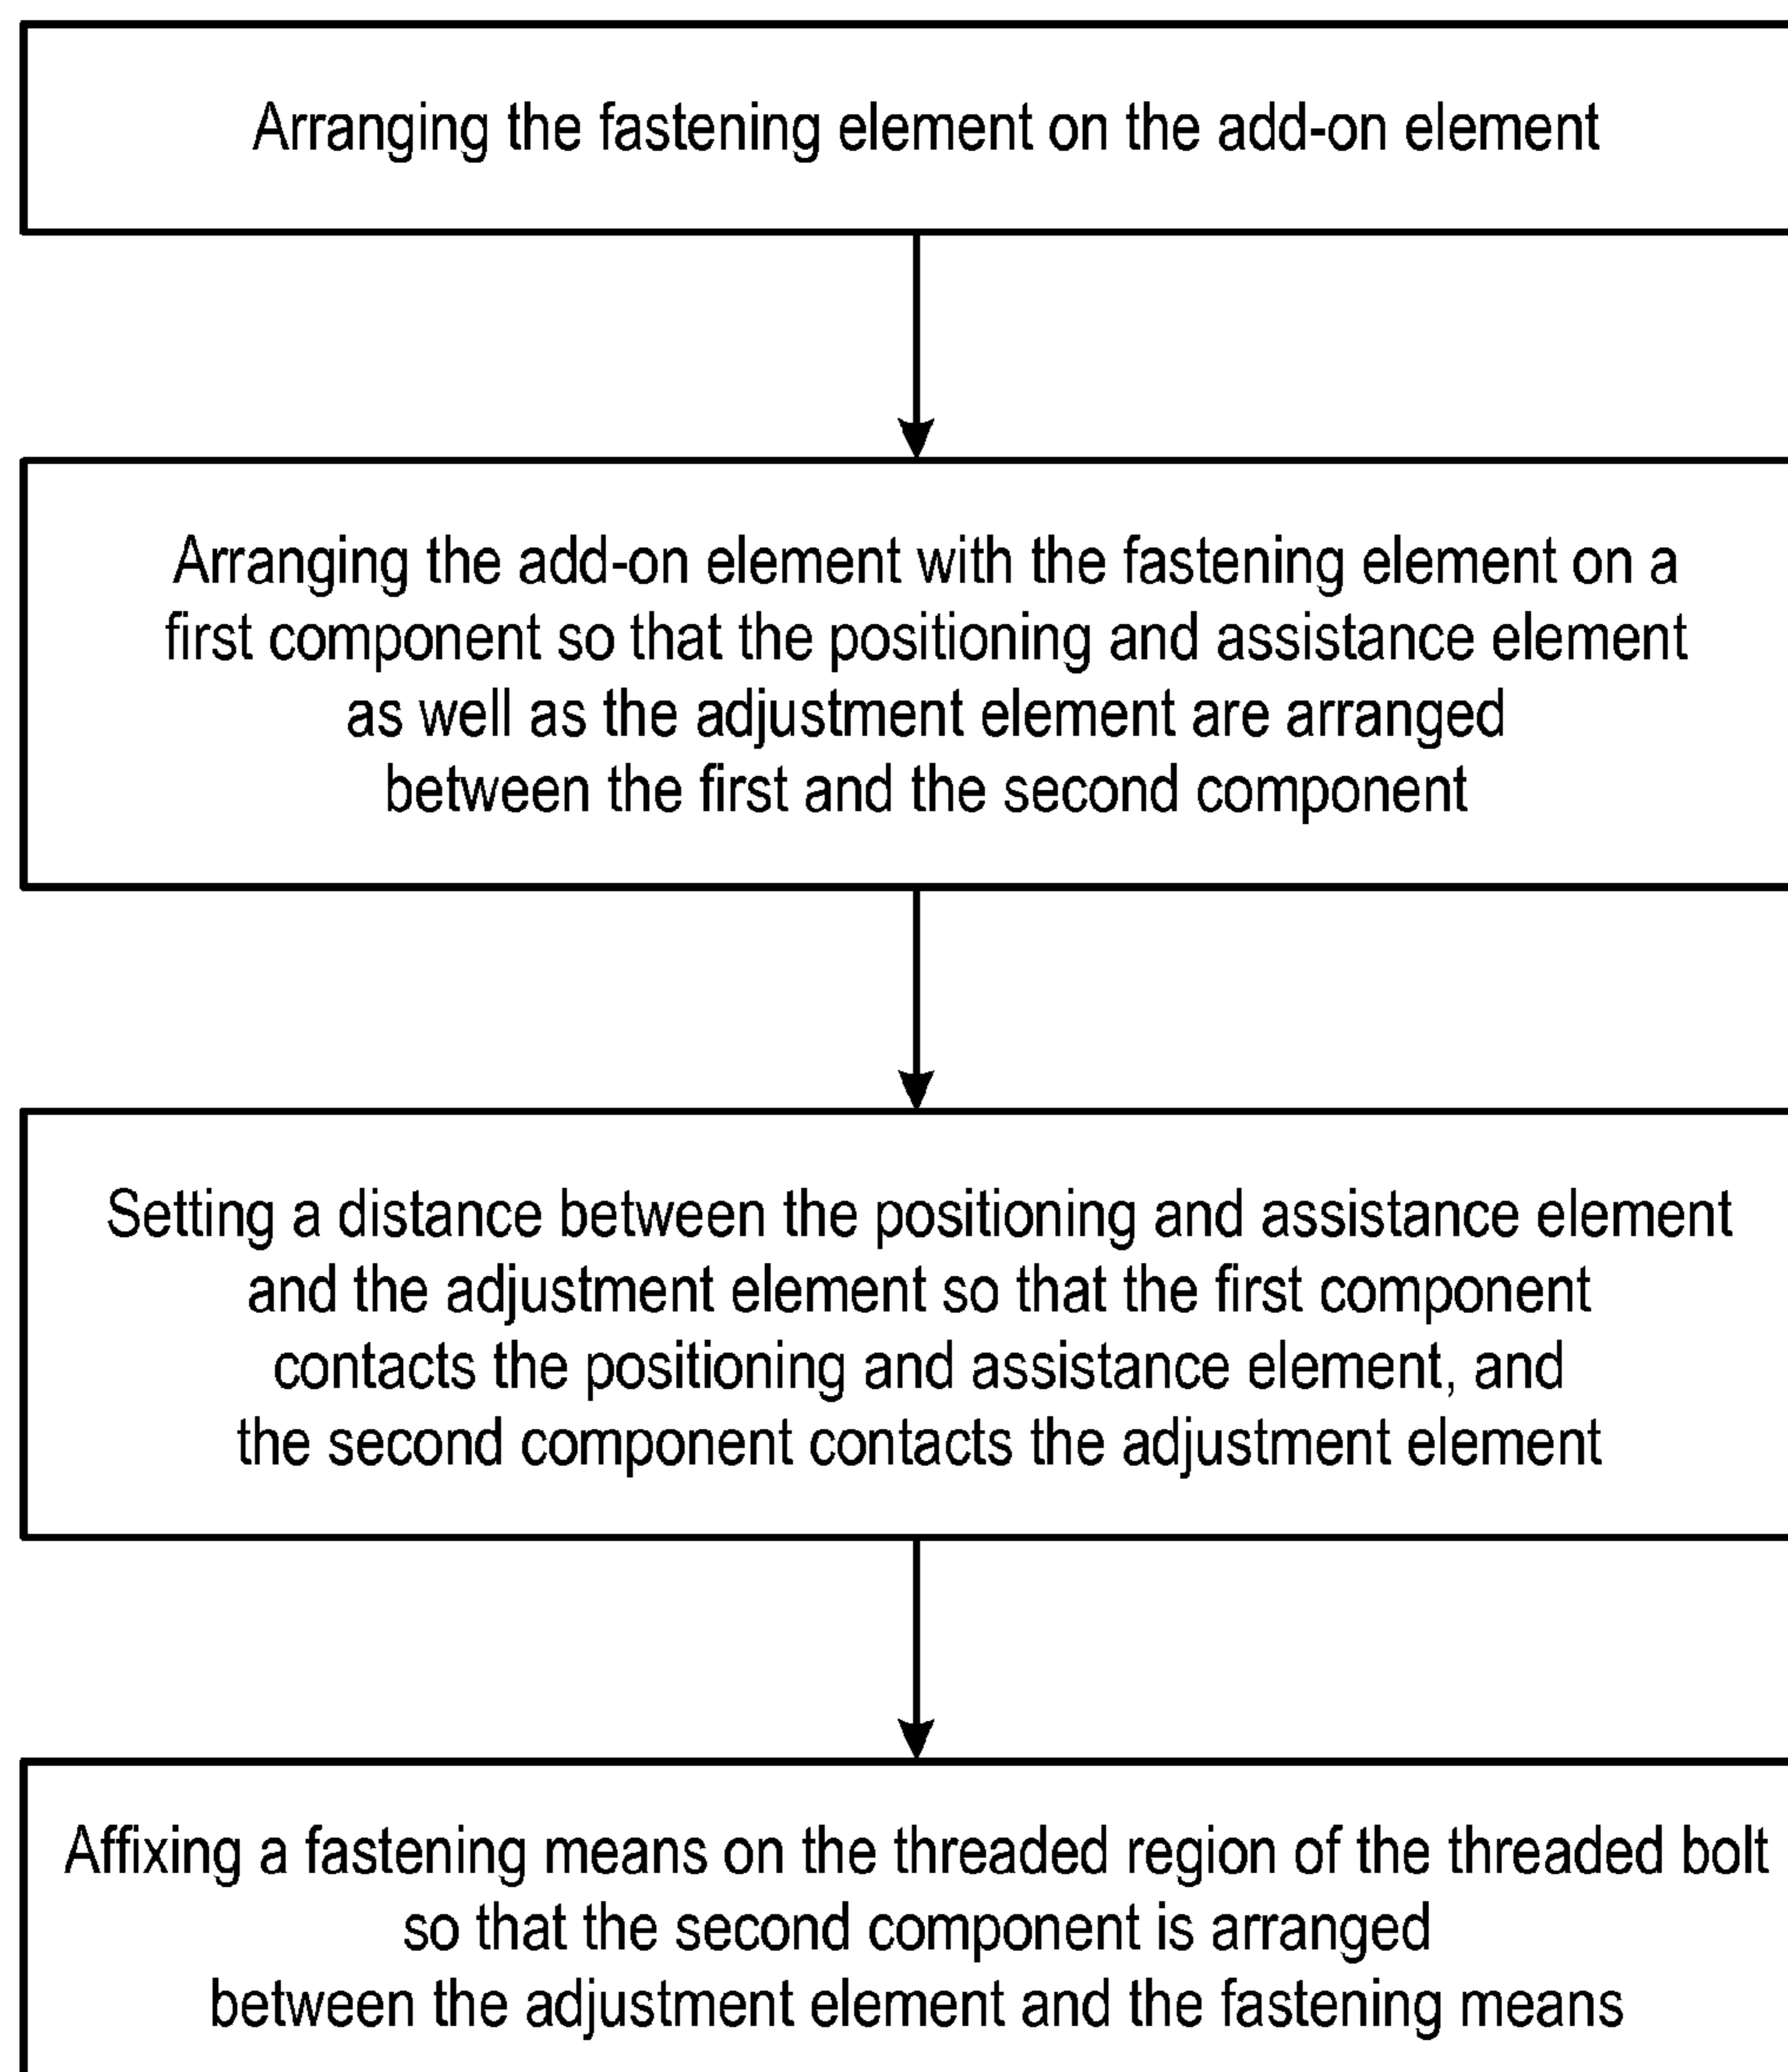 Arranging the fastening element on the add-on element
Arranging the add-on element with the fastening element on a
first component so that the positioning and assistance element
as well as the adjustment element are arranged
between the first and the second component
Setting a distance between the positioning and assistance element
and the adjustment element so that the first component
contacts the positioning and assistance element, and
the second component contacts the adjustment element
Affixing a fastening means on the threaded region of the threaded bolt
so that the second component is arranged
between the adjustment element and the fastening means